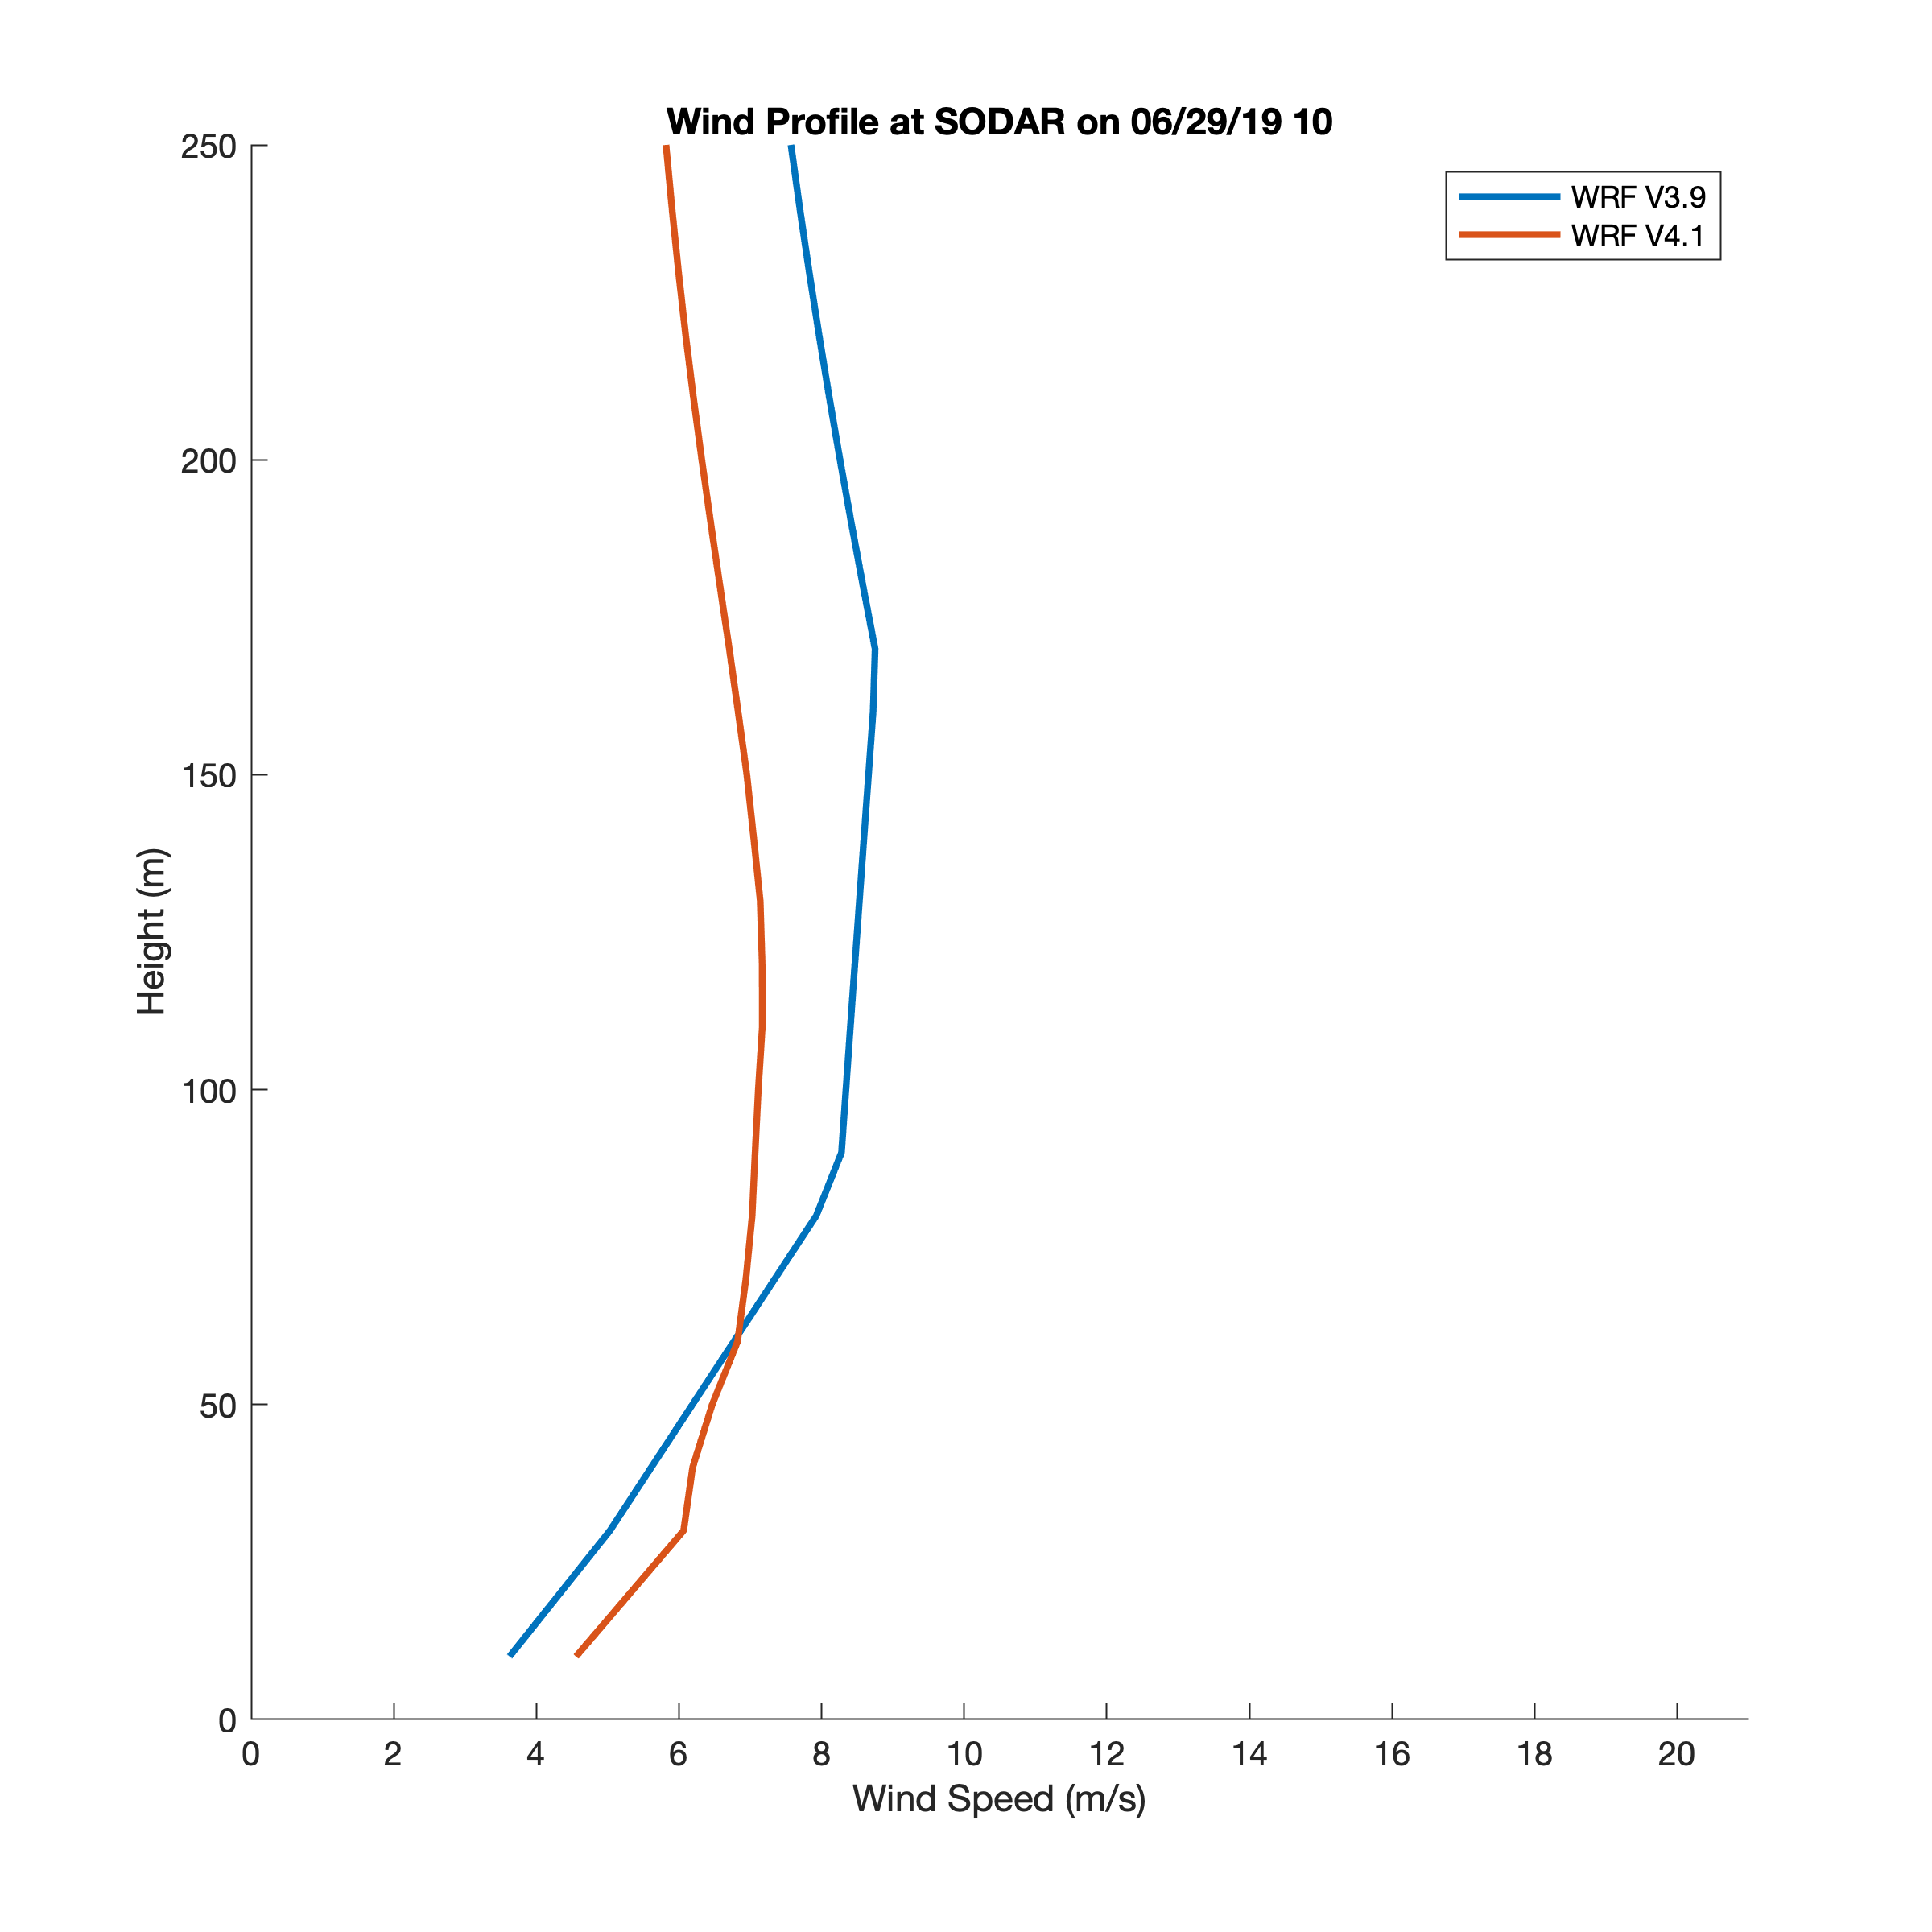 Wind Profile at SODAR on 06/29/19 10
WRF V3.9
WRF V4.1
250
200
150
100
50
0
Height (m)
0 2 4 6 8 10 12 14 16 18 20
Wind Speed (m/s)